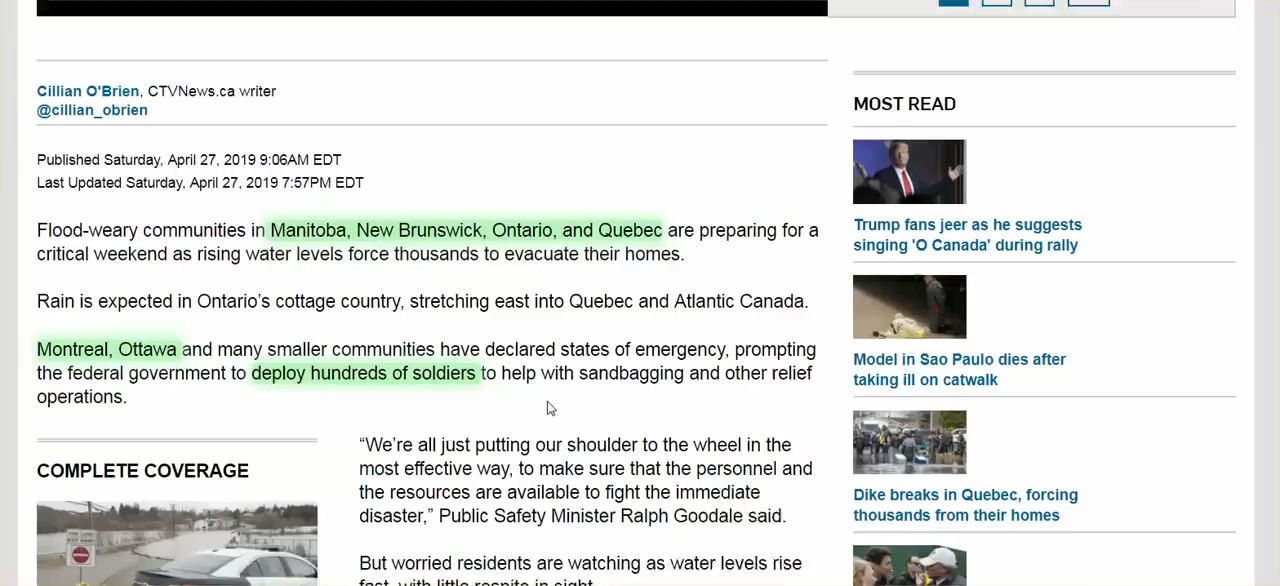 Cillian O'Brien, CTVNews.ca writer
@cillian_obrien
Published Saturday, April 27, 2019 9:06AM EDT
Last Updated Saturday, April 27, 2019 7:57PM EDT
Flood-weary communities in Manitoba, New Brunswick, Ontario, and Quebec are preparing for a
critical weekend as rising water levels force thousands to evacuate their homes.
Rain is expected in Ontario’s cottage country, stretching east into Quebec and Atlantic Canada.
Montreal, Ottawa and many smaller communities have declared states of emergency, prompting
the federal government to deploy hundreds of soldiers to help with sandbagging and other relief
operations.
COMPLETE COVERAGE
“We’re all just putting our shoulder to the wheel in the
most effective way, to make sure that the personnel and
the resources are available to fight the immediate
disaster,” Public Safety Minister Ralph Goodale said.
But worried residents are watching as water levels rise
fast, with little respite in sight.
MOST READ
Trump fans jeer as he suggests
singing 'O Canada' during rally
Model in Sao Paulo dies after
taking ill on catwalk
Dike breaks in Quebec, forcing
thousands from their homes